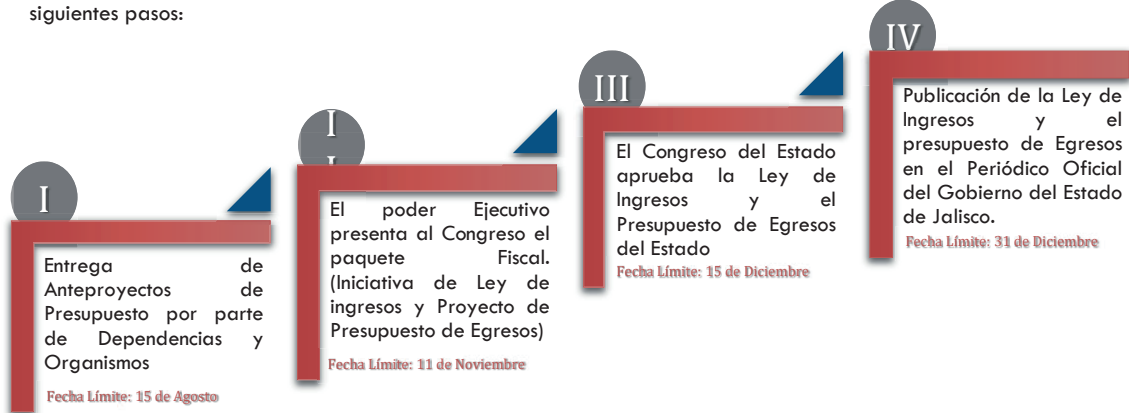 siguientes pasos:
I
Entrega de
Anteproyectos de
Presupuesto por parte
de Dependencias y
Organismos
Fecha Límite: 15 de Agosto
I
I
El poder Ejecutivo
presenta al Congreso el
paquete Fiscal.
(Iniciativa de Ley de
ingresos y Proyecto de
Presupuesto de Egresos)
Fecha Límite: 11 de Noviembre
III
El Congreso del Estado
aprueba la Ley de
Ingresos y el
Presupuesto de Egresos
del Estado
Fecha Límite: 15 de Diciembre
IV
Publicación de la Ley de
Ingresos y el
presupuesto de Egresos
en el Periódico Oficial
del Gobierno del Estado
de Jalisco.
Fecha Límite: 31 de Diciembre